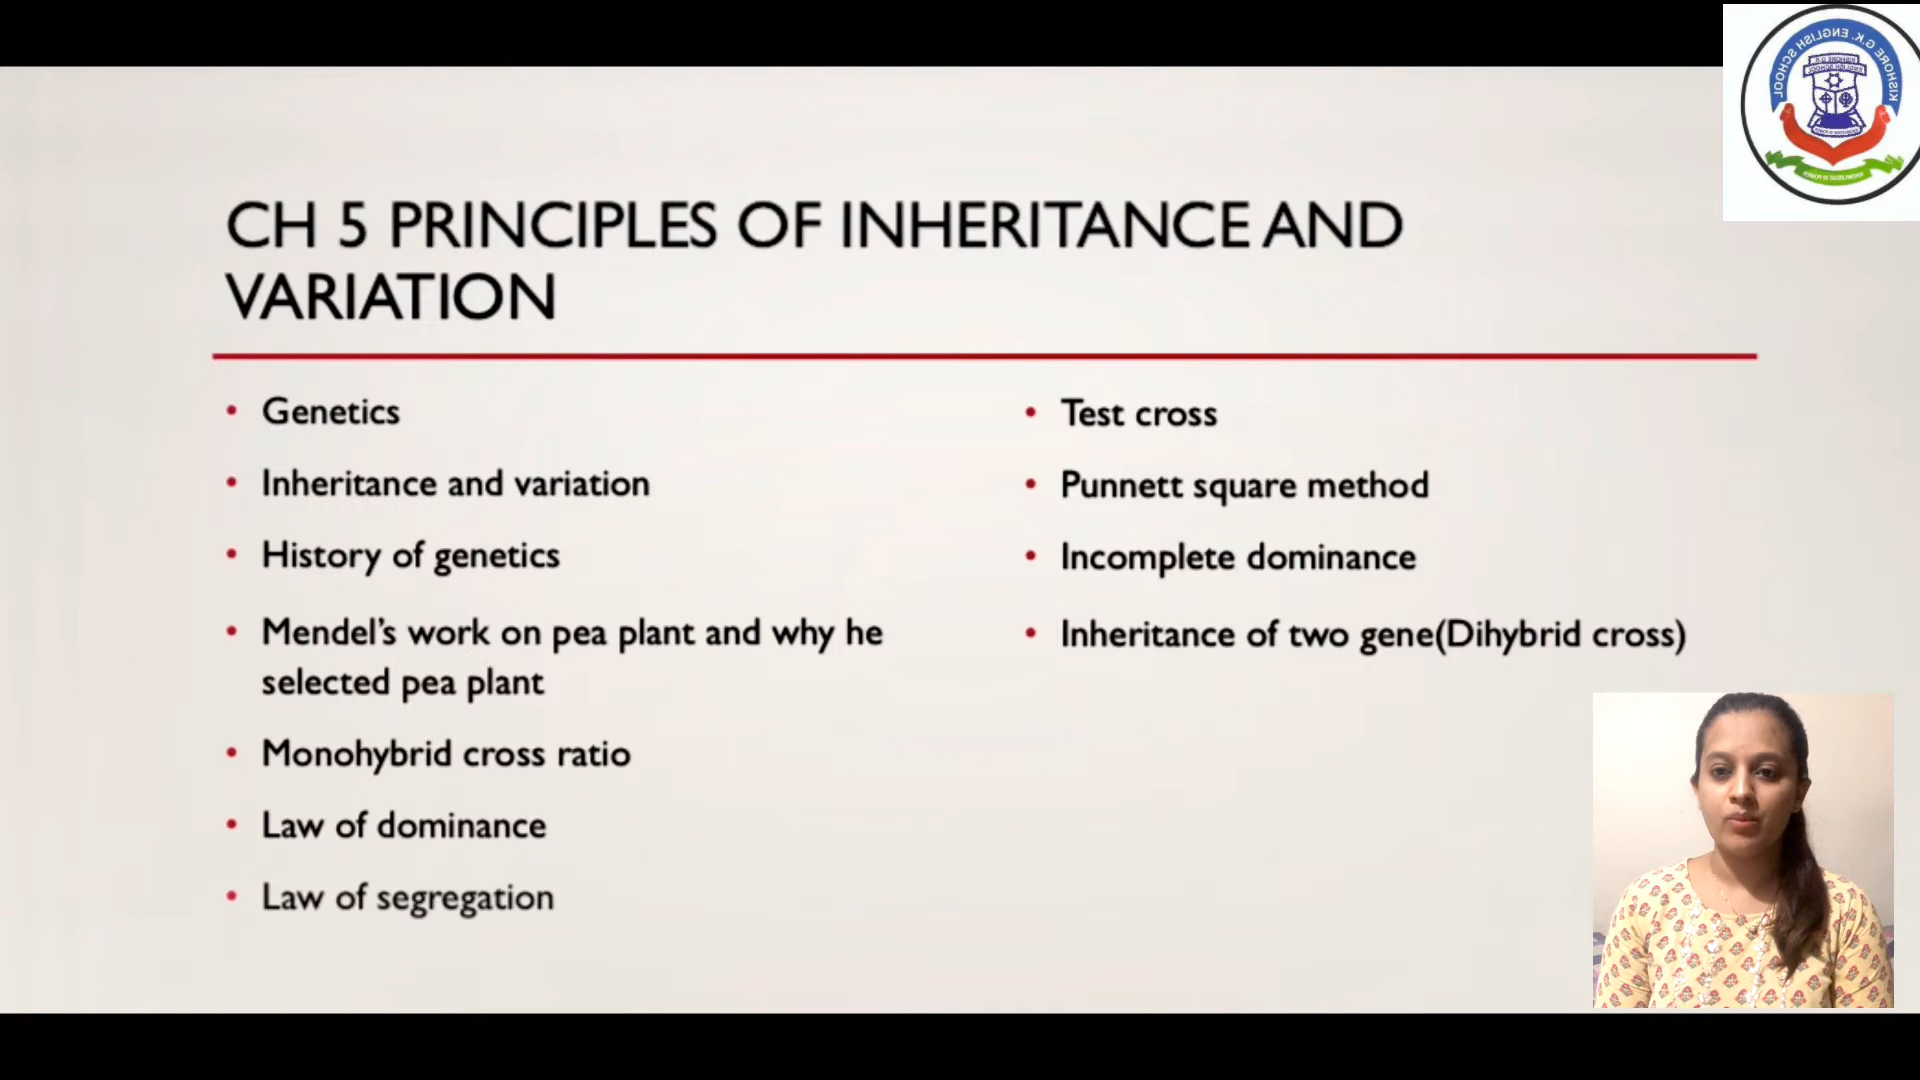 KISHORE G.K. ENGLISH SCHOOL
CH 5 PRINCIPLES OF INHERITANCE AND
VARIATION
• Genetics
• Inheritance and variation
• History of genetics
• Mendel’s work on pea plant and why he
selected pea plant
• Monohybrid cross ratio
• Law of dominance
• Law of segregation
• Test cross
• Punnett square method
• Incomplete dominance
• Inheritance of two gene(Dihybrid cross)